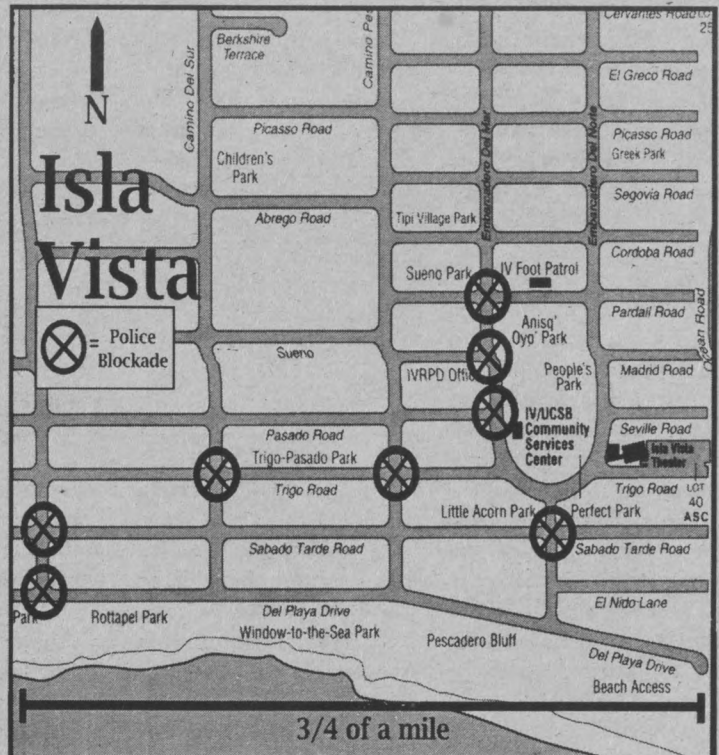 Cervantes Road
25
Berkshire
Terrace
Camino Del Sur
Camino Pes
El Greco Road
N
Picasso Road
Picasso Road
Greek Park
Children's
Park
Isla
Vista
Embarcadero Del Mar
Embarcadero Del Norte
Segovia Road
Abrego Road
Tipi Village Park
Cordoba Road
Sueno Park
IV Foot Patrol
Ocean Road
Pardall Road
Anisq'
Oyo' Park
= Police
Blockade
Sueno
IVRPD Offic
People's
Park
Madrid Road
IV/UCSB
Community
Services
Center
Pasado Road
Seville Road
Trigo-Pasado Park
Isla Vista
Theater
Trigo Road
Trigo Road
LOT
40
ASC
Little Acorn Park
Perfect Park
Sabado Tarde Road
Sabado Tarde Road
El Nido Lane
Park
Rottapel Park
Del Playa Drive
Window-to-the-Sea Park
Pescadero Bluff
Del Playa Drive
Beach Access
3/4 of a mile